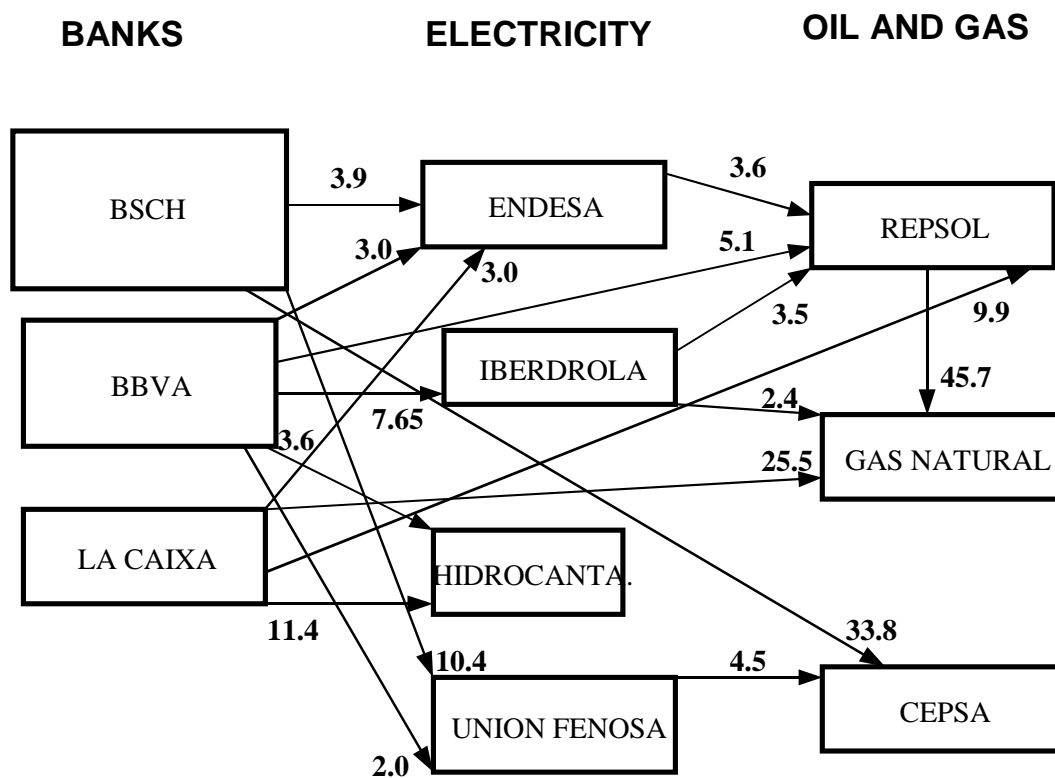 BANKS ELECTRICITY OIL AND GAS
BSCH 3.9 ENDESA 3.6 REPSOL
3.0 3.0 5.1
3.5 9.9
BBVA 7.65 IBERDROLA 2.4 45.7
3.6 25.5 GAS NATURAL
LA CAIXA HIDROCANTA.
11.4 33.8
10.4 4.5
UNION FENOSA CEPSA
2.0